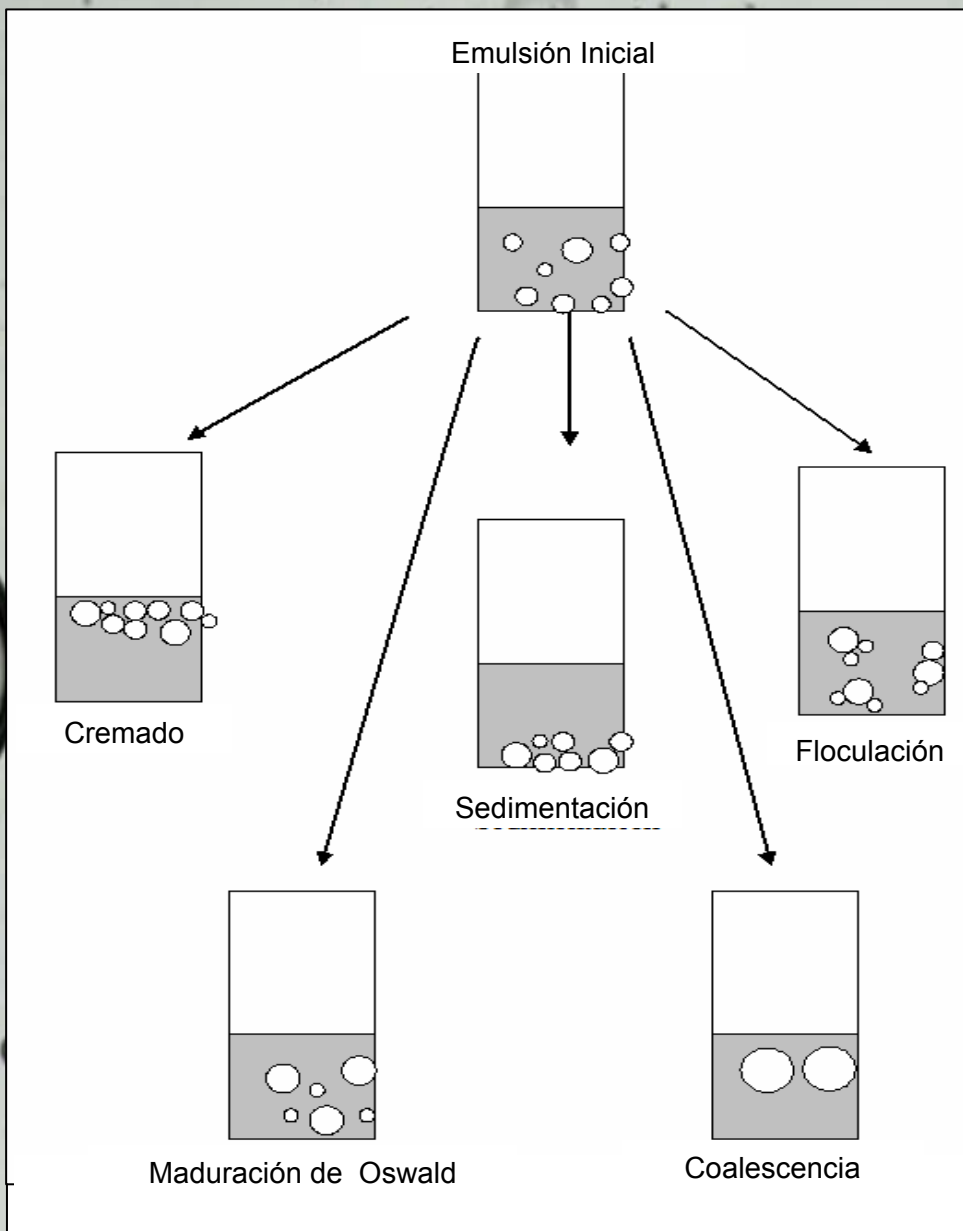 Emulsión Inicial
Cremado
Floculación
Sedimentación
Maduración de Oswald
Coalescencia